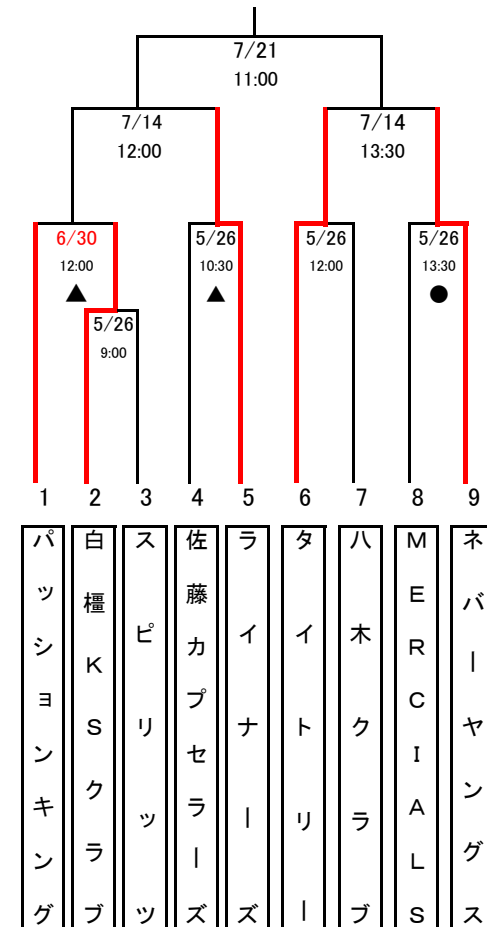 7/21
11:00
7/14
7/14
12:00
13:30
6/30
5/26
5/26
5/26
12:00
10:30
12:00
13:30
▲
▲
●
5/26
9:00
1 2 3 4 5 6 7 8 9
パッションキング
白橿KSクラブ
スピリッツ
佐藤カプセラーズ
ライナーズ
タイトリー
八木クラブ
MERCIALS
ネバーヤングス